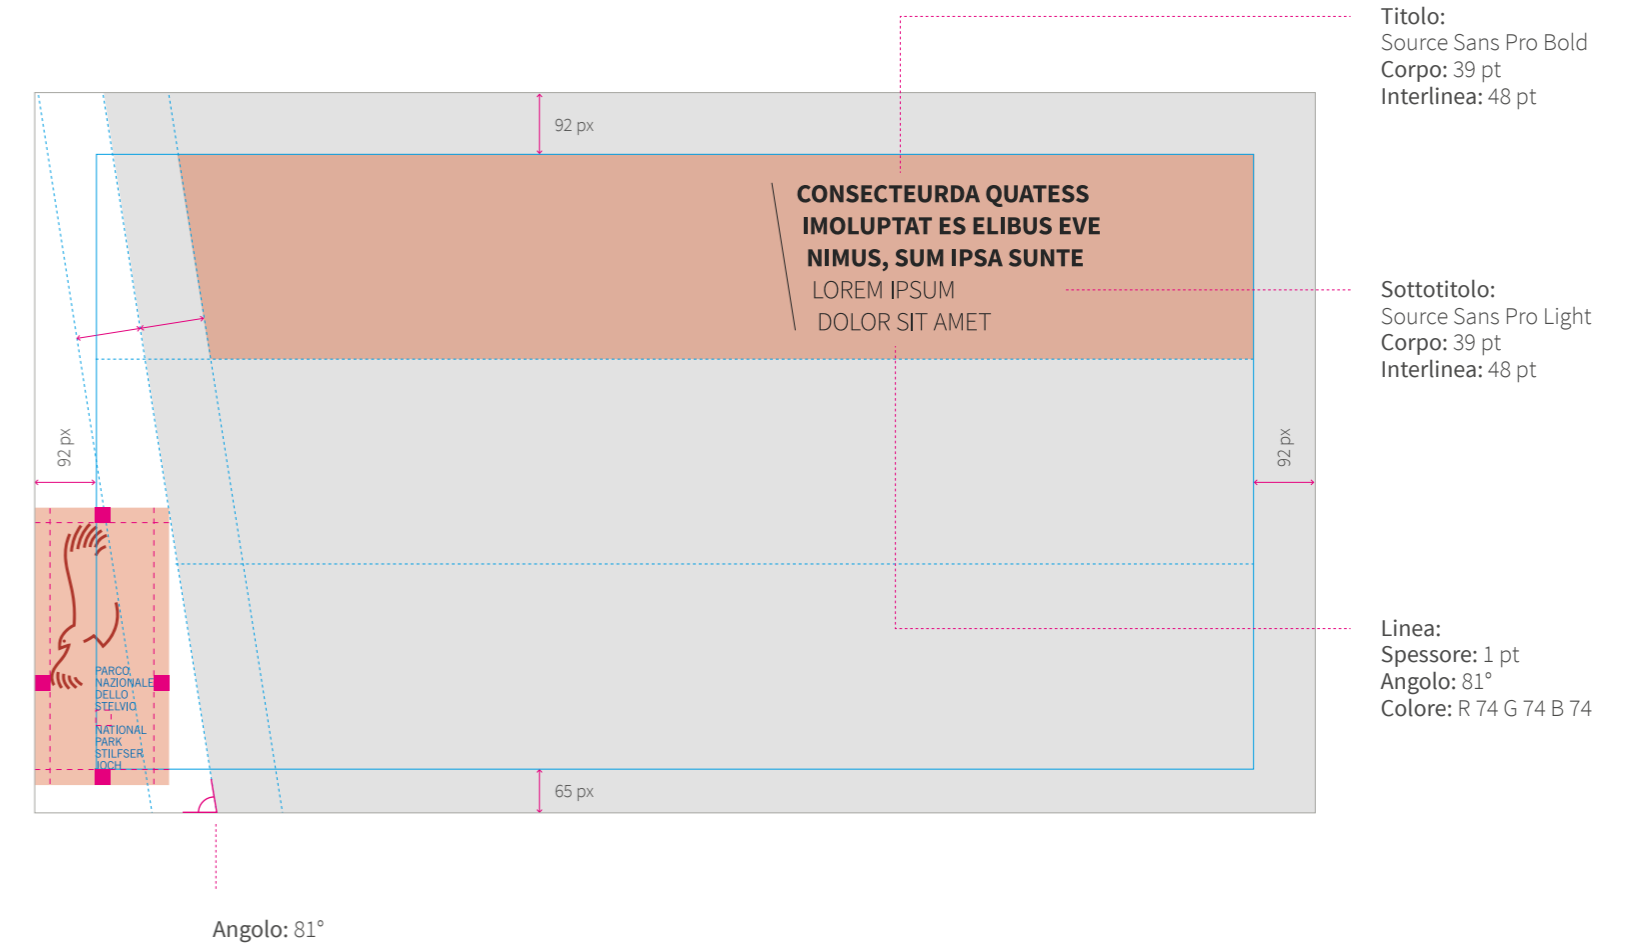 Titolo:
Source Sans Pro Bold
Corpo: 39 pt
Interlinea: 48 pt
92 px
CONSECTEURDA QUATESS
IMOLUPTAT ES ELIBUS EVE
NIMUS, SUM IPSA SUNTE
LOREM IPSUM
DOLOR SIT AMET
Sottotitolo:
Source Sans Pro Light
Corpo: 39 pt
Interlinea: 48 pt
92 px
92 px
PARCO
NAZIONALE
DELLO
STELVIO
NATIONAL
PARK
STILFSER
JOCH
Linea:
Spessore: 1 pt
Angolo: 81°
Colore: R 74 G 74 B 74
65 px
Angolo: 81°